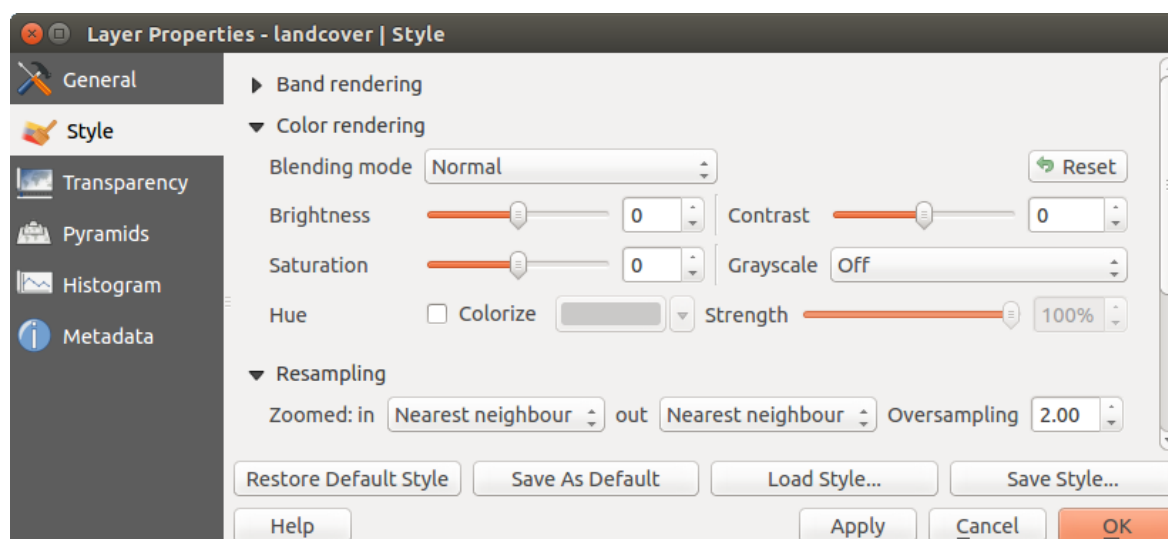 Layer Properties - landcover | Style
General
Style
Transparency
Pyramids
Histogram
Metadata
Band rendering
Color rendering
Blending mode Normal Reset
Brightness 0 Contrast 0
Saturation 0 Grayscale Off
Hue Colorize Strength 100%
Resampling
Zoomed: in Nearest neighbour out Nearest neighbour Oversampling 2.00
Restore Default Style Save As Default Load Style... Save Style...
Help Apply Cancel OK